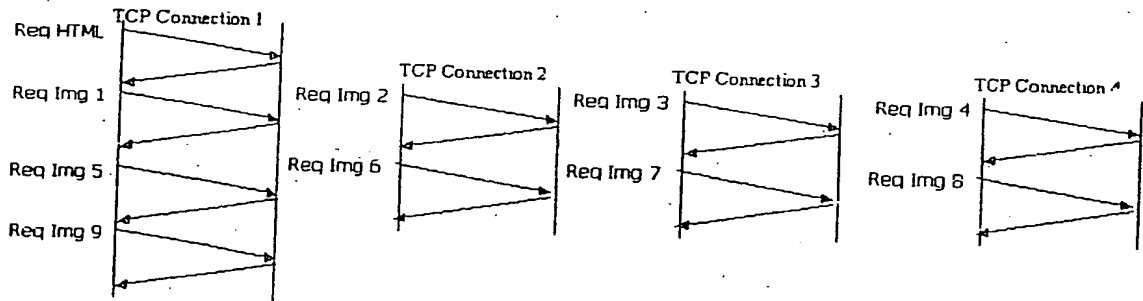 TCP Connection 1
Req HTML
Req Img 1
Req Img 5
Req Img 9
TCP Connection 2
Req Img 2
Req Img 6
TCP Connection 3
Req Img 3
Req Img 7
TCP Connection
Req Img 4
Req Img 8